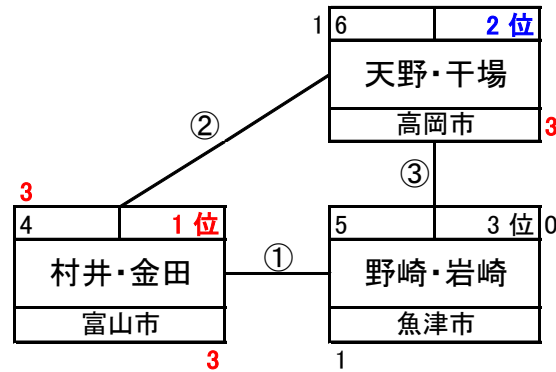 1 6 2 位
天野・干場
高岡市 3
②
③
3
4 1 位
村井・金田
富山市
3
①
5 3 位 0
野崎・岩崎
魚津市
1